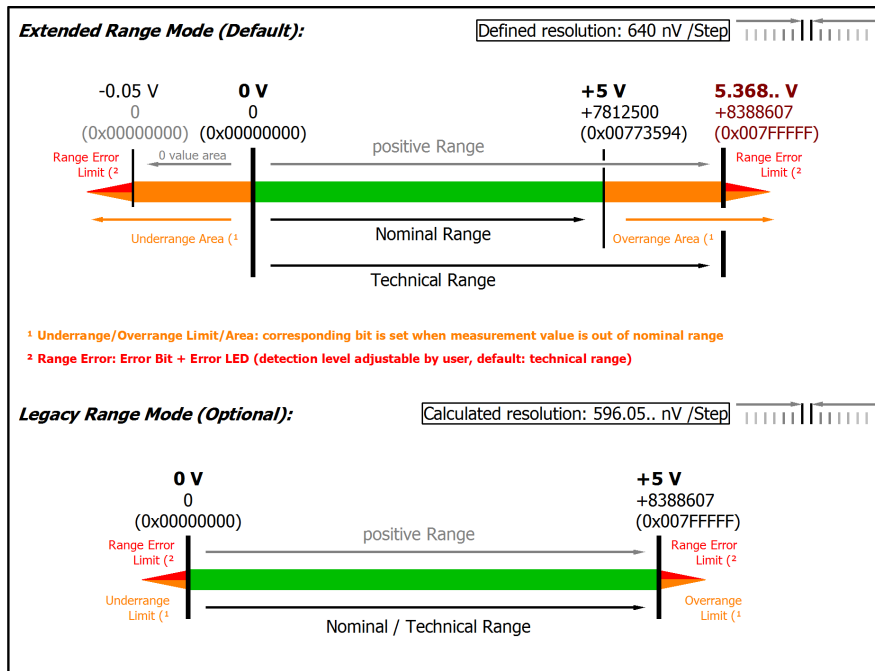 Extended Range Mode (Default):
Defined resolution: 640 nV /Step
-0.05 V
0 V
+5 V
5.368.. V
0
0
+7812500
+8388607
(0x00000000)
(0x00000000)
(0x00773594)
(0x007FFFFF)
Range Error
Limit (²
0 value area
positive Range
Range Error
Limit (²
Underrange Area (¹
Nominal Range
Overrange Area (¹
Technical Range
¹ Underrange/Overrange Limit/Area: corresponding bit is set when measurement value is out of nominal range
² Range Error: Error Bit + Error LED (detection level adjustable by user, default: technical range)
Legacy Range Mode (Optional):
Calculated resolution: 596.05.. nV /Step
0 V
+5 V
0
+8388607
(0x00000000)
(0x007FFFFF)
Range Error
Limit (²
positive Range
Range Error
Limit (²
Underrange
Limit (¹
Overrange
Limit (¹
Nominal / Technical Range